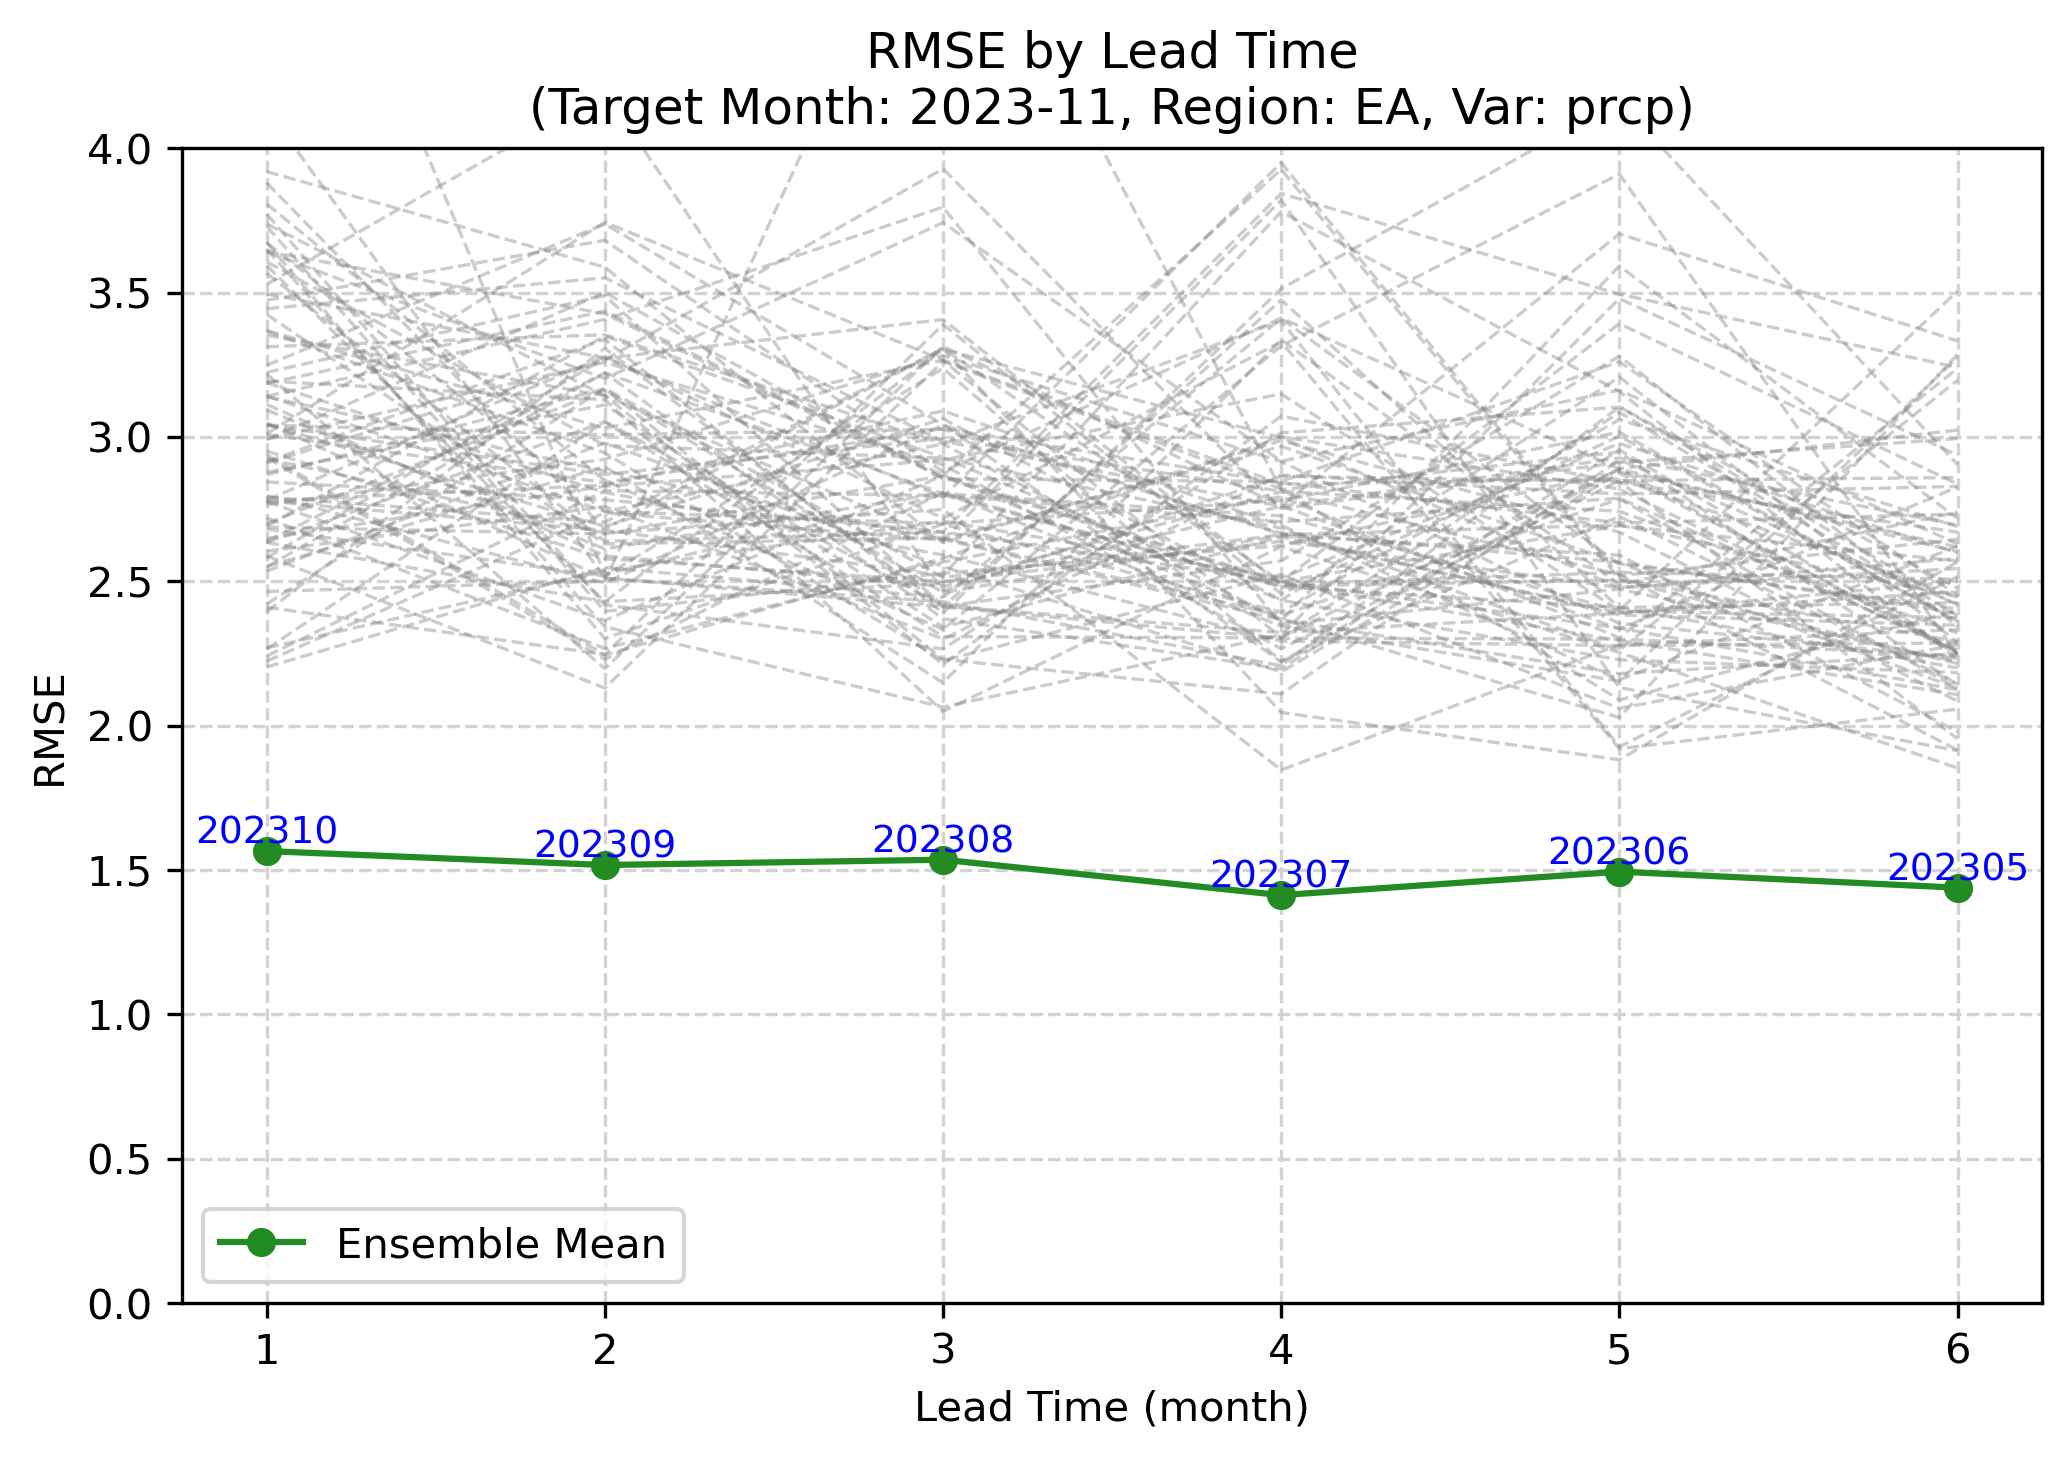 RMSE by Lead Time
(Target Month: 2023-11, Region: EA, Var: prcp)
4.0
3.5
3.0
2.5
2.0
1.5
1.0
0.5
0.0
RMSE
202310
202309
202308
202307
202306
202305
Ensemble Mean
1 2 3 4 5 6
Lead Time (month)